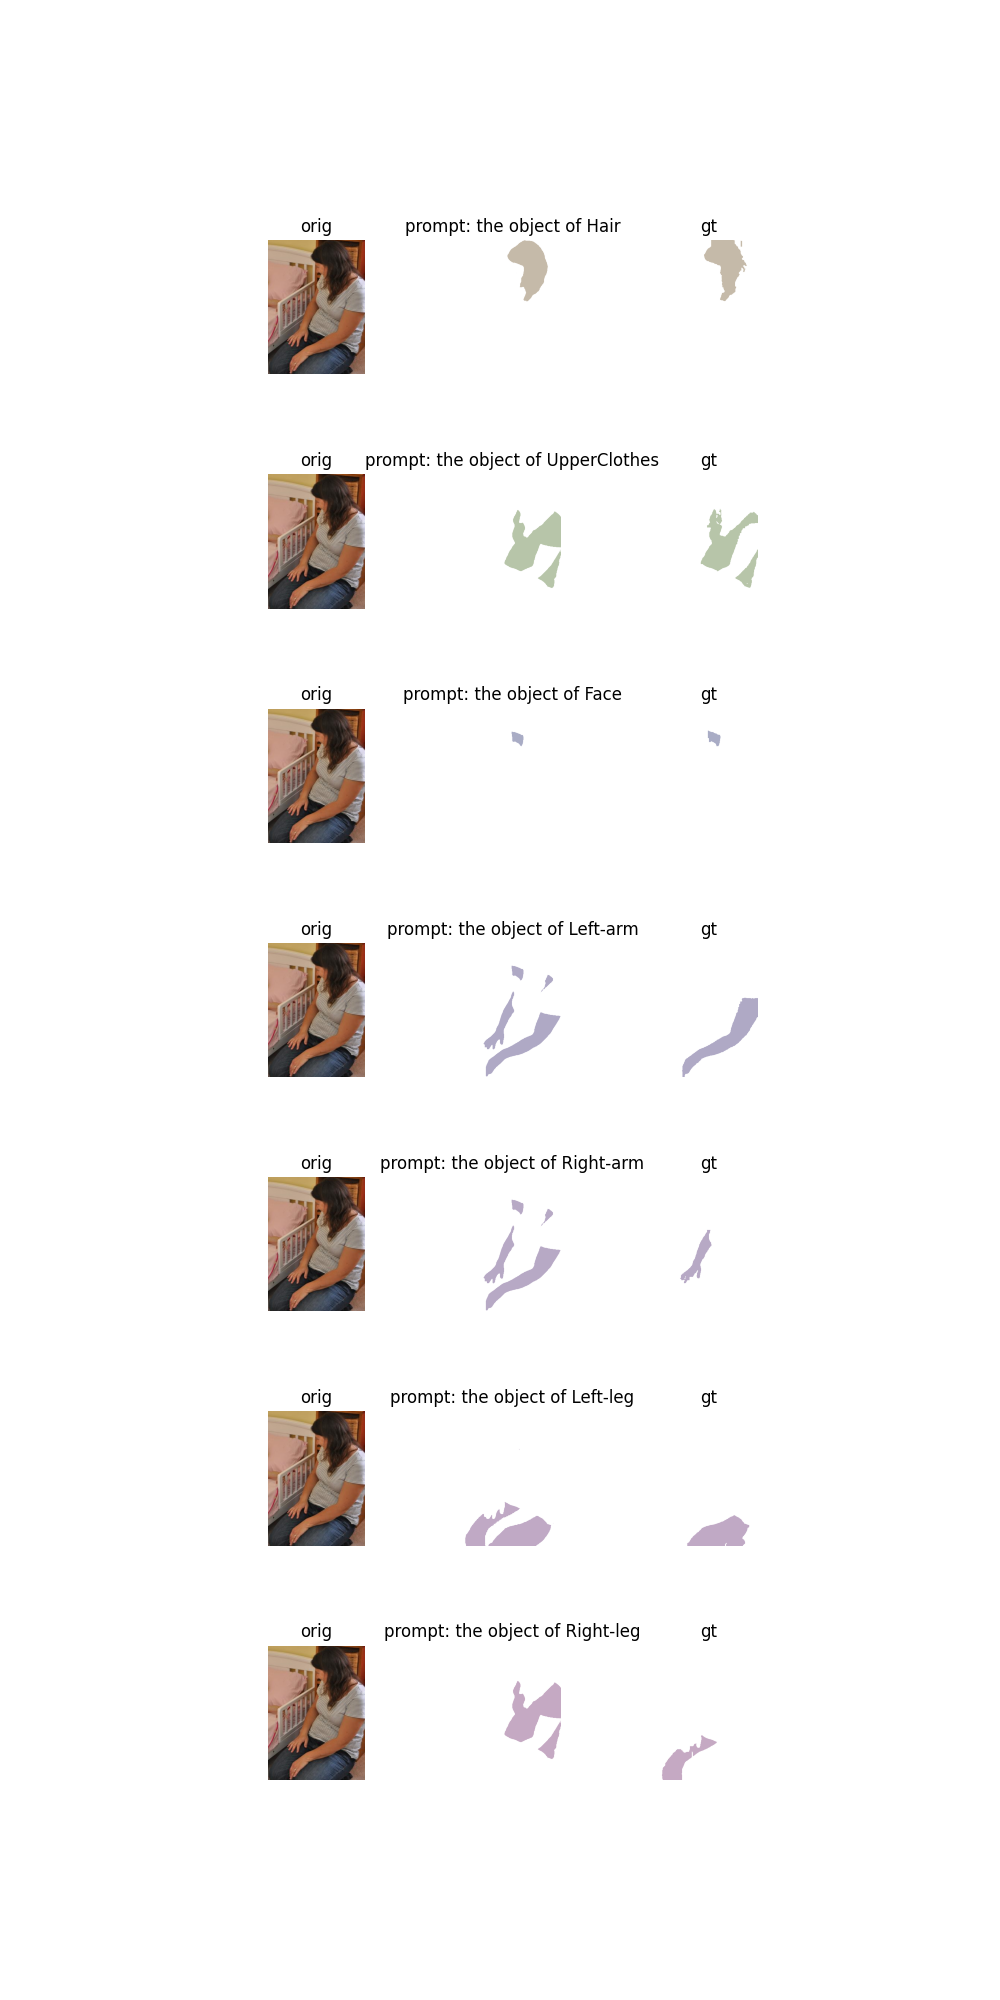 orig prompt: the object of Hair gt
orig prompt: the object of UpperClothes gt
orig prompt: the object of Face gt
orig prompt: the object of Left-arm gt
orig prompt: the object of Right-arm gt
orig prompt: the object of Left-leg gt
orig prompt: the object of Right-leg gt